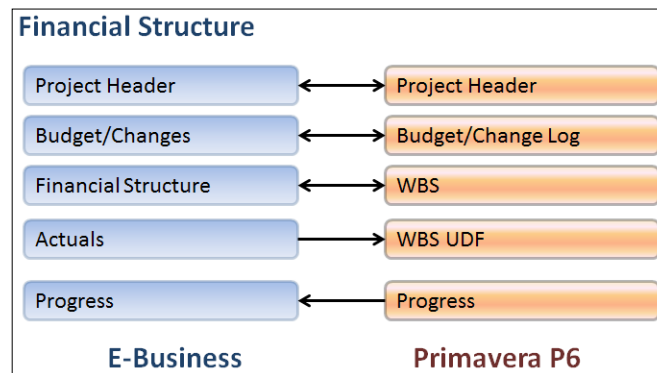 Financial Structure
Project Header
Project Header
Budget/Changes
Budget/Change Log
Financial Structure
WBS
Actuals
WBS UDF
Progress
Progress
E-Business
Primavera P6